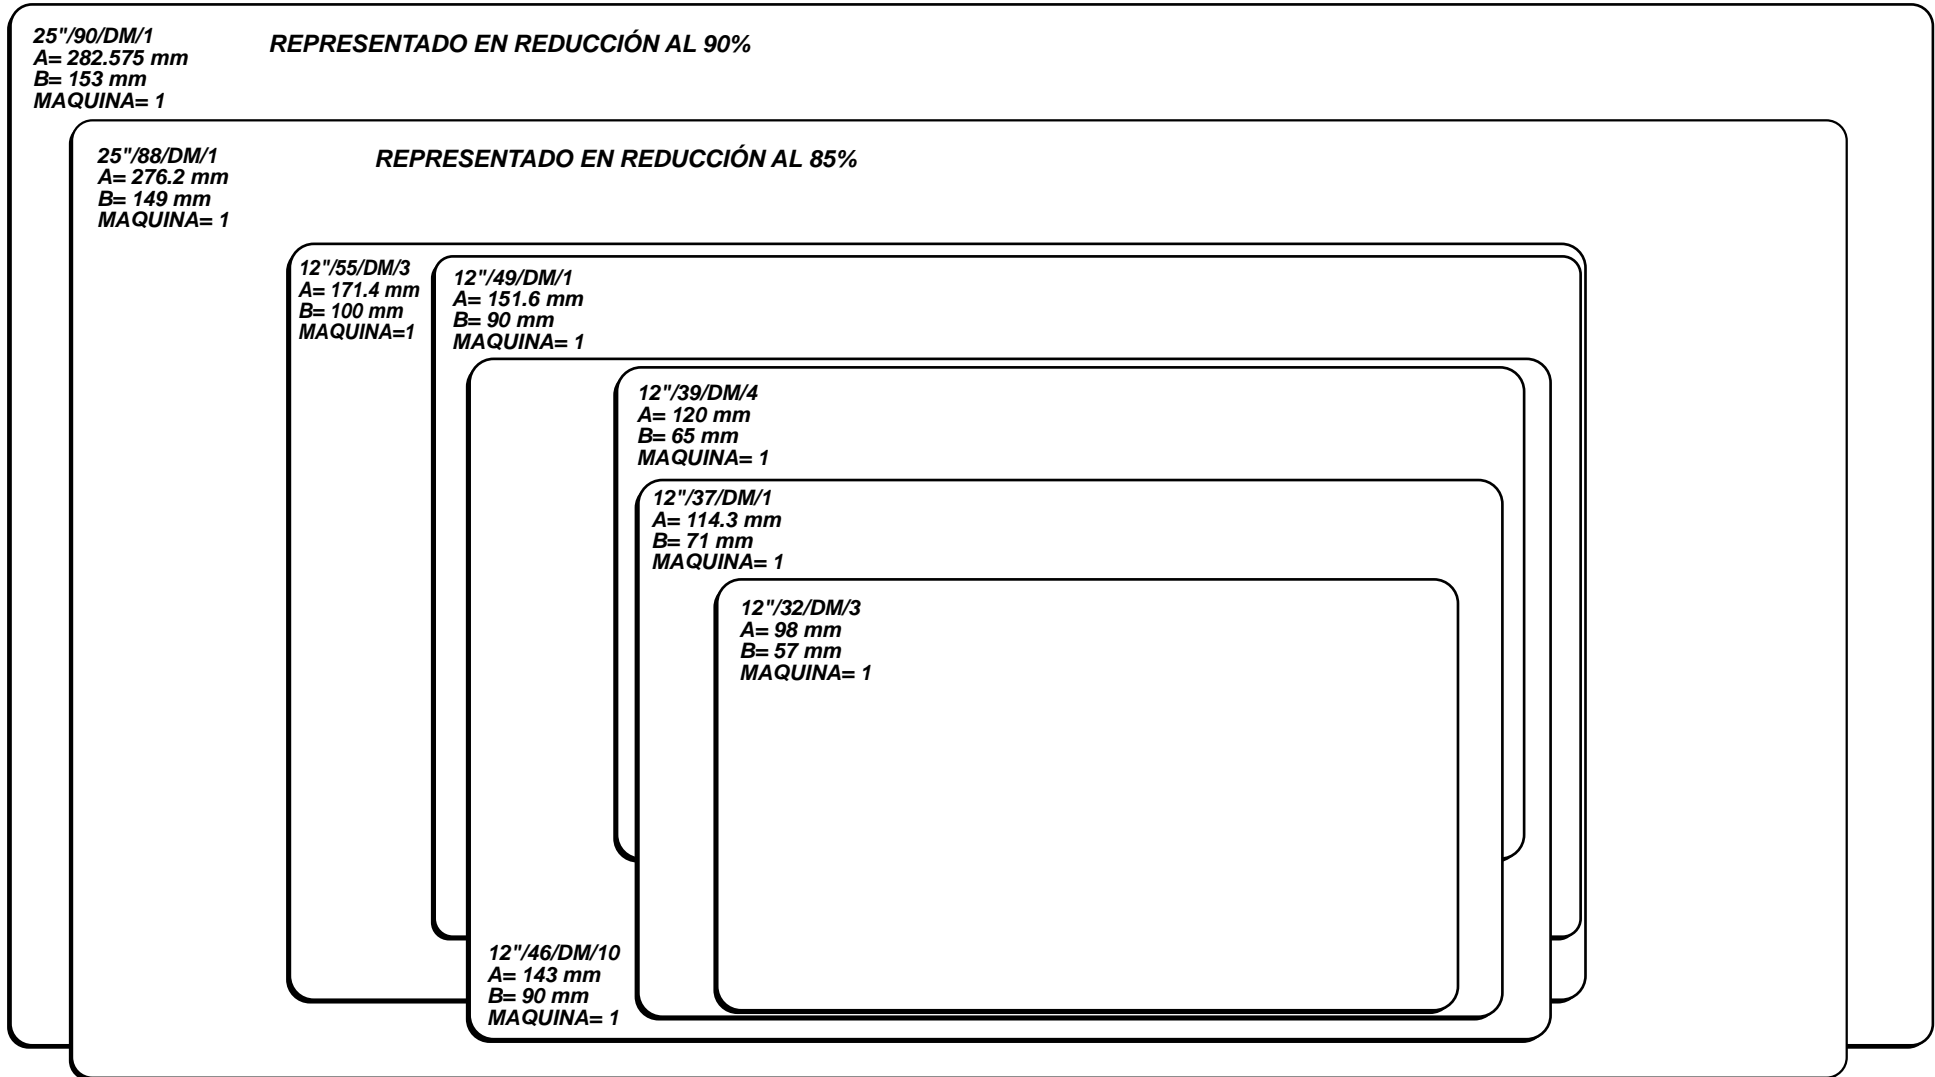 25"/90/DM/1
A= 282.575 mm
B= 153 mm
MAQUINA= 1
REPRESENTADO EN REDUCCIÓN AL 90%
25"/88/DM/1
A= 276.2 mm
B= 149 mm
MAQUINA= 1
REPRESENTADO EN REDUCCIÓN AL 85%
12"/55/DM/3
A= 171.4 mm
B= 100 mm
MAQUINA=1
12"/49/DM/1
A= 151.6 mm
B= 90 mm
MAQUINA= 1
12"/39/DM/4
A= 120 mm
B= 65 mm
MAQUINA= 1
12"/37/DM/1
A= 114.3 mm
B= 71 mm
MAQUINA= 1
12"/32/DM/3
A= 98 mm
B= 57 mm
MAQUINA= 1
12"/46/DM/10
A= 143 mm
B= 90 mm
MAQUINA= 1